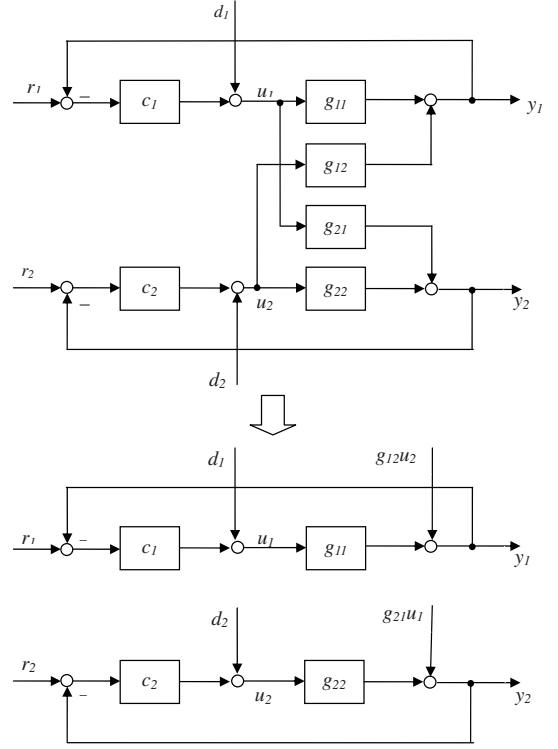 d1
r1 – c1 u1 g11 y1
g12
g21
r2 – c2 u2 g22 y2
d2
d1 g12u2
r1 – c1 u1 g11 y1
d2 g21u1
r2 – c2 u2 g22 y2